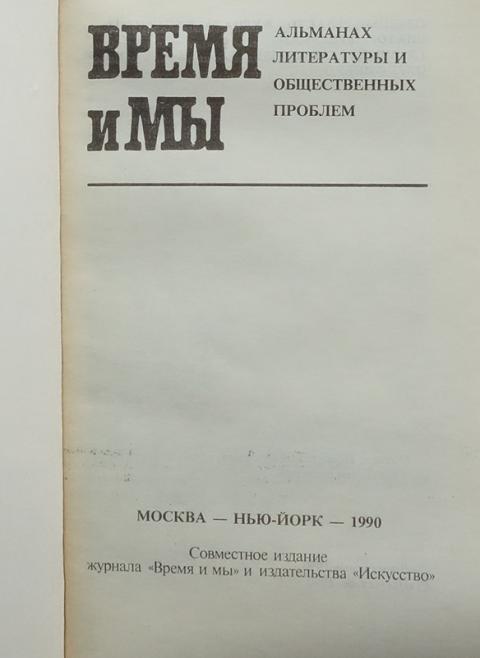 ВРЕМЯ
и МЫ
АЛЬМАНАХ
ЛИТЕРАТУРЫ И
ОБЩЕСТВЕННЫХ
ПРОБЛЕМ
МОСКВА — НЬЮ-ЙОРК — 1990
Совместное издание
журнала «Время и мы» и издательства «Искусство»